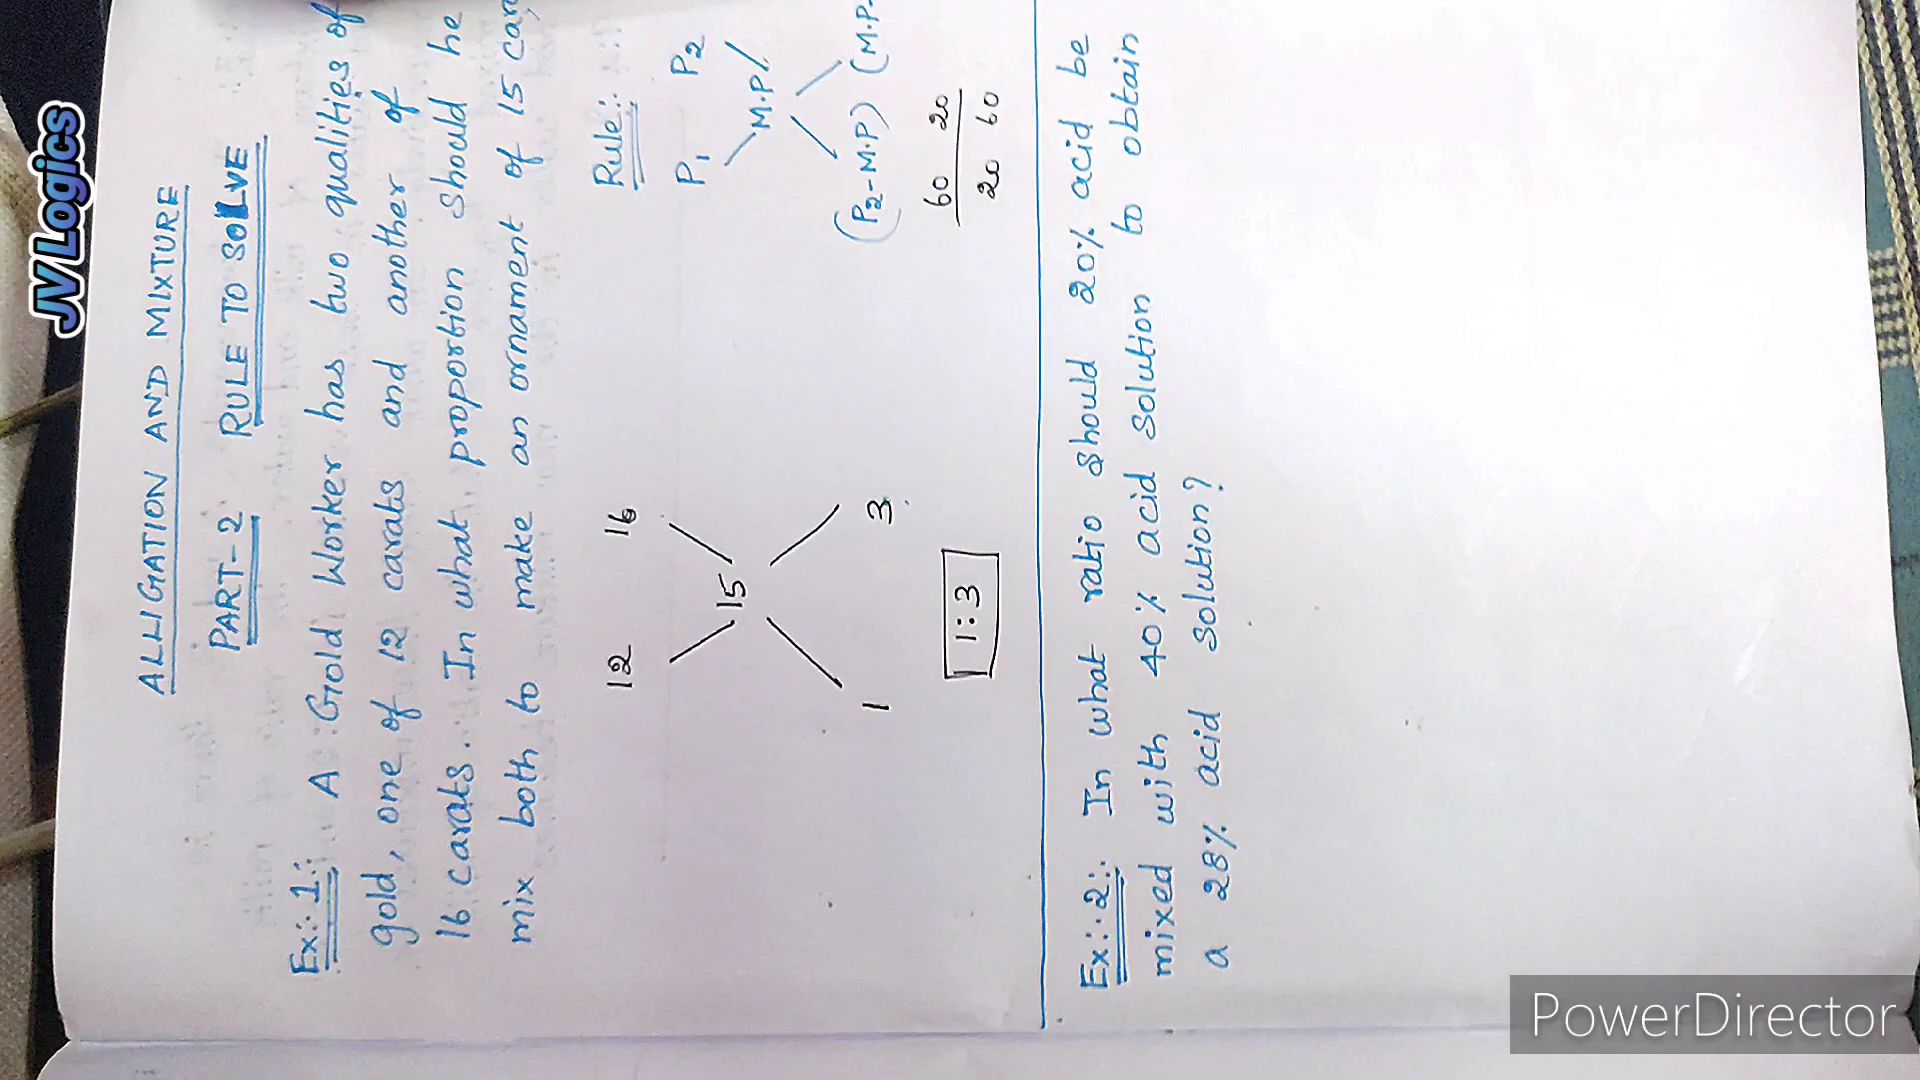 JV Logics
ALLIGATION AND MIXTURE
PART-2 RULE TO SOLVE
Ex:-1: A Gold Worker has two qualities of
gold, one of 12 carats and another of
16 carats. In what proportion should he
mix both to make an ornament of 15
12 16
15
1 3
1:3
Rule:
P1 P2
M.P
(P2-M.P) (M.P-
60 20
20 60
Ex:-2: In what ratio should 20% acid be
mixed with 40% acid solution to obtain
a 28% acid solution?
PowerDirector